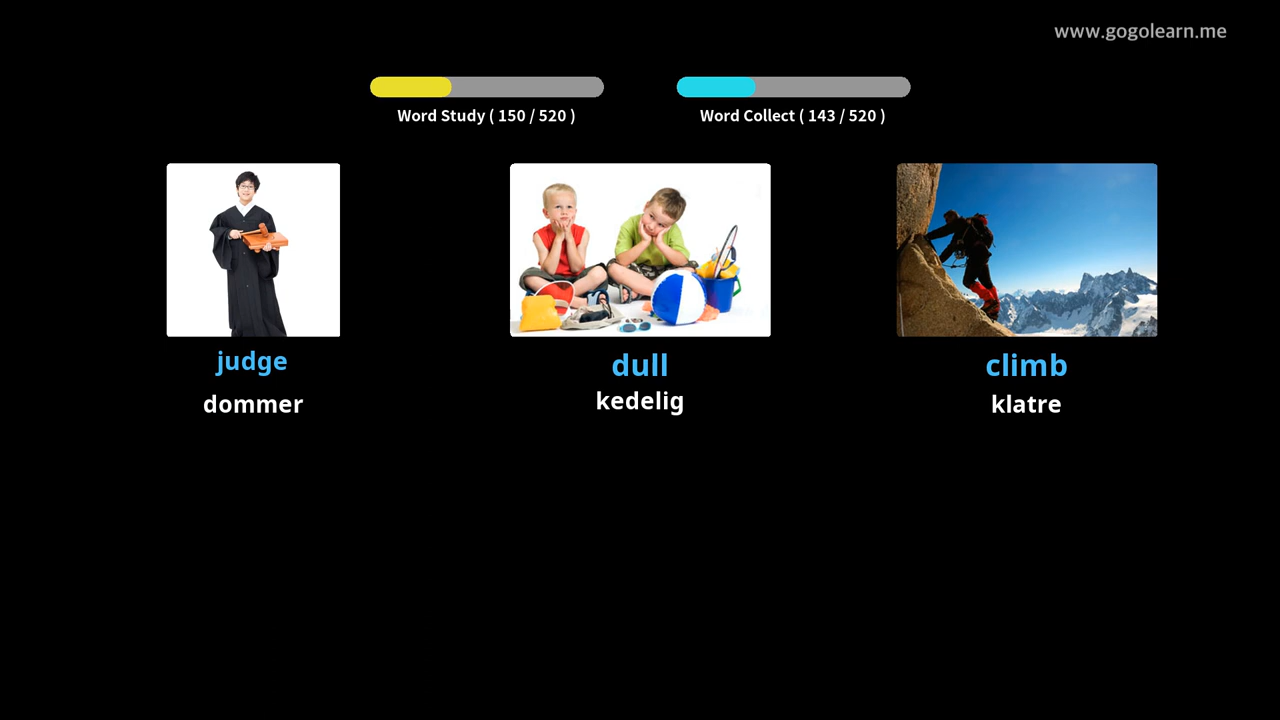 www.gogolearn.me
Word Study ( 150 / 520 )
Word Collect ( 143 / 520 )
judge
dommer
dull
kedelig
climb
klatre